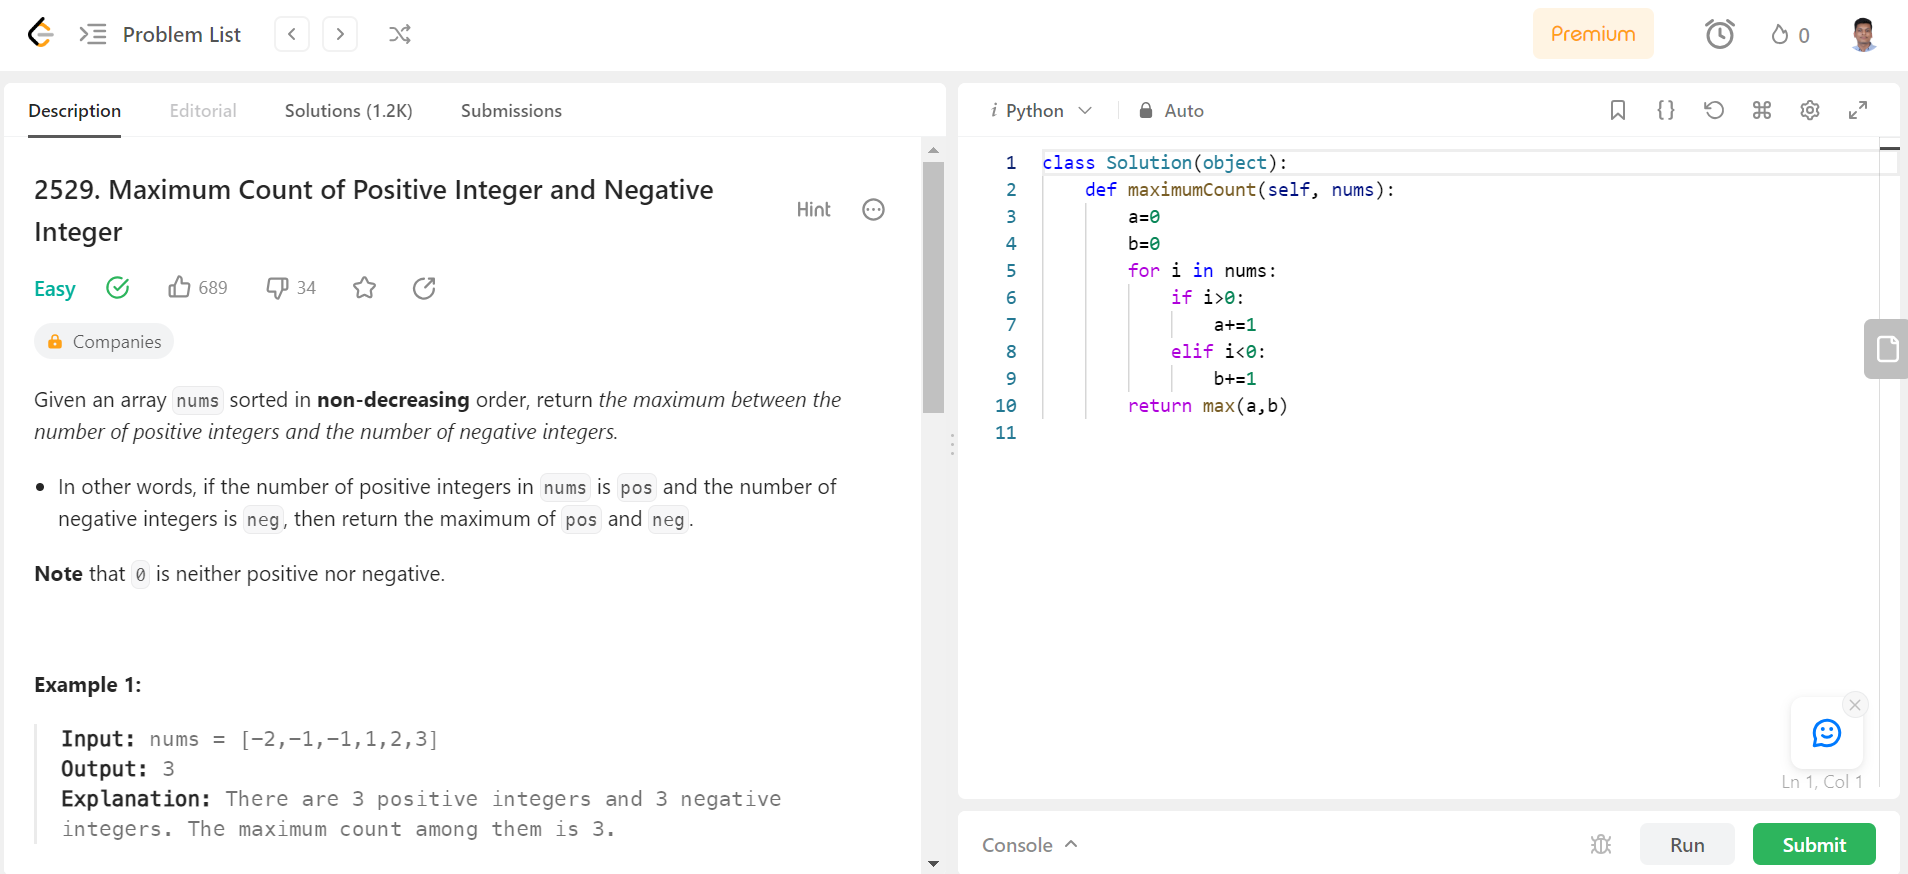 Problem List
Premium
0
Description Editorial Solutions (1.2K) Submissions
2529. Maximum Count of Positive Integer and Negative
Integer
Hint
Easy 689 34
Companies
Given an array nums sorted in non-decreasing order, return the maximum between the
number of positive integers and the number of negative integers.
• In other words, if the number of positive integers in nums is pos and the number of
negative integers is neg, then return the maximum of pos and neg.
Note that 0 is neither positive nor negative.
Example 1:
Input: nums = [-2,-1,-1,1,2,3]
Output: 3
Explanation: There are 3 positive integers and 3 negative
integers. The maximum count among them is 3.
i Python Auto
1 class Solution(object):
2     def maximumCount(self, nums):
3         a=0
4         b=0
5         for i in nums:
6             if i>0:
7                 a+=1
8             elif i<0:
9                 b+=1
10         return max(a,b)
11
Ln 1, Col 1
Console Run Submit